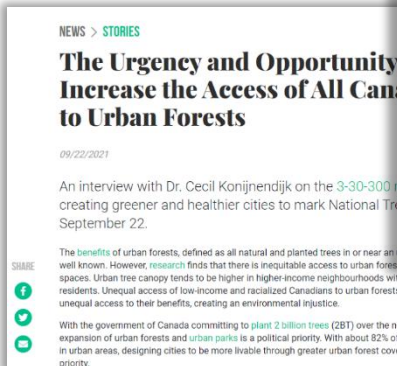 NEWS > STORIES
The Urgency and Opportunity
Increase the Access of All
to Urban Forests
09/22/2021
An interview with Dr. Cecil Konijnendijk on the 3-30-300
creating greener and healthier cities to mark National
September 22.
The benefits of urban forests, defined as all natural and planted trees in or near an
well known. However, research finds that there is inequitable access to urban
spaces. Urban tree canopy tends to be higher in higher-income neighbourhoods
SHARE
residents. Unequal access of low-income and racialized Canadians to urban
unequal access to their benefits, creating an environmental injustice.
With the government of Canada committing to plant 2 billion trees (2BT) over the
expansion of urban forests and urban parks is a political priority. With about 82%
in urban areas, designing cities to be more livable through greater urban forest
priority.